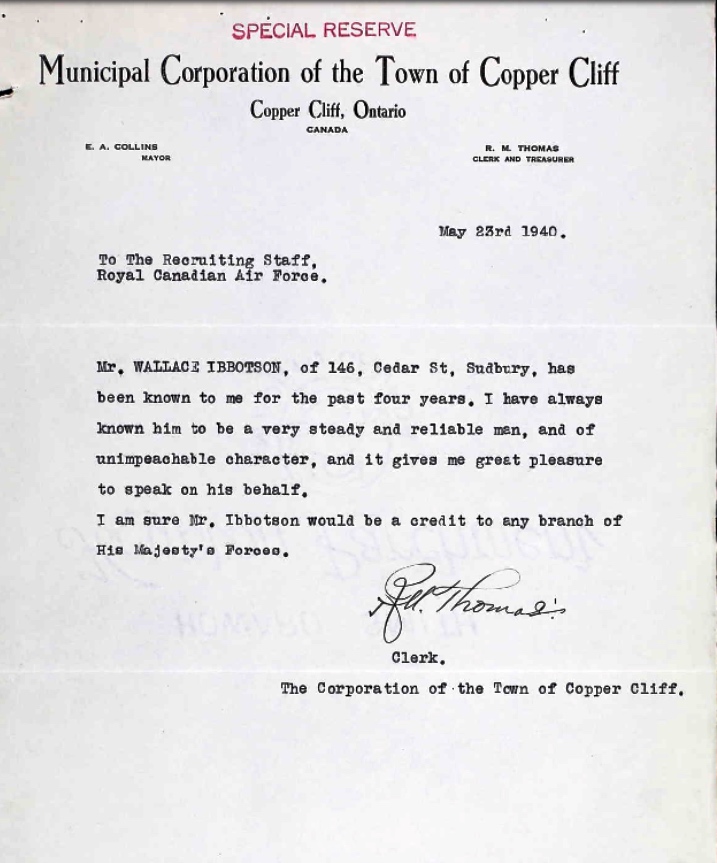 SPECIAL RESERVE
Municipal Corporation of the Town of Copper Cliff
Copper Cliff, Ontario
CANADA
E. A. COLLINS
MAYOR
R. M. THOMAS
CLERK AND TREASURER
May 23rd 1940.
To The Recruiting Staff,
Royal Canadian Air Force.
Mr. WALLACE IBBOTSON, of 146, Cedar St, Sudbury, has
been known to me for the past four years. I have always
known him to be a very steady and reliable man, and of
unimpeachable character, and it gives me great pleasure
to speak on his behalf.
I am sure Mr. Ibbotson would be a credit to any branch of
His Majesty's Forces.
R.M. Thomas
Clerk.
The Corporation of the Town of Copper Cliff.